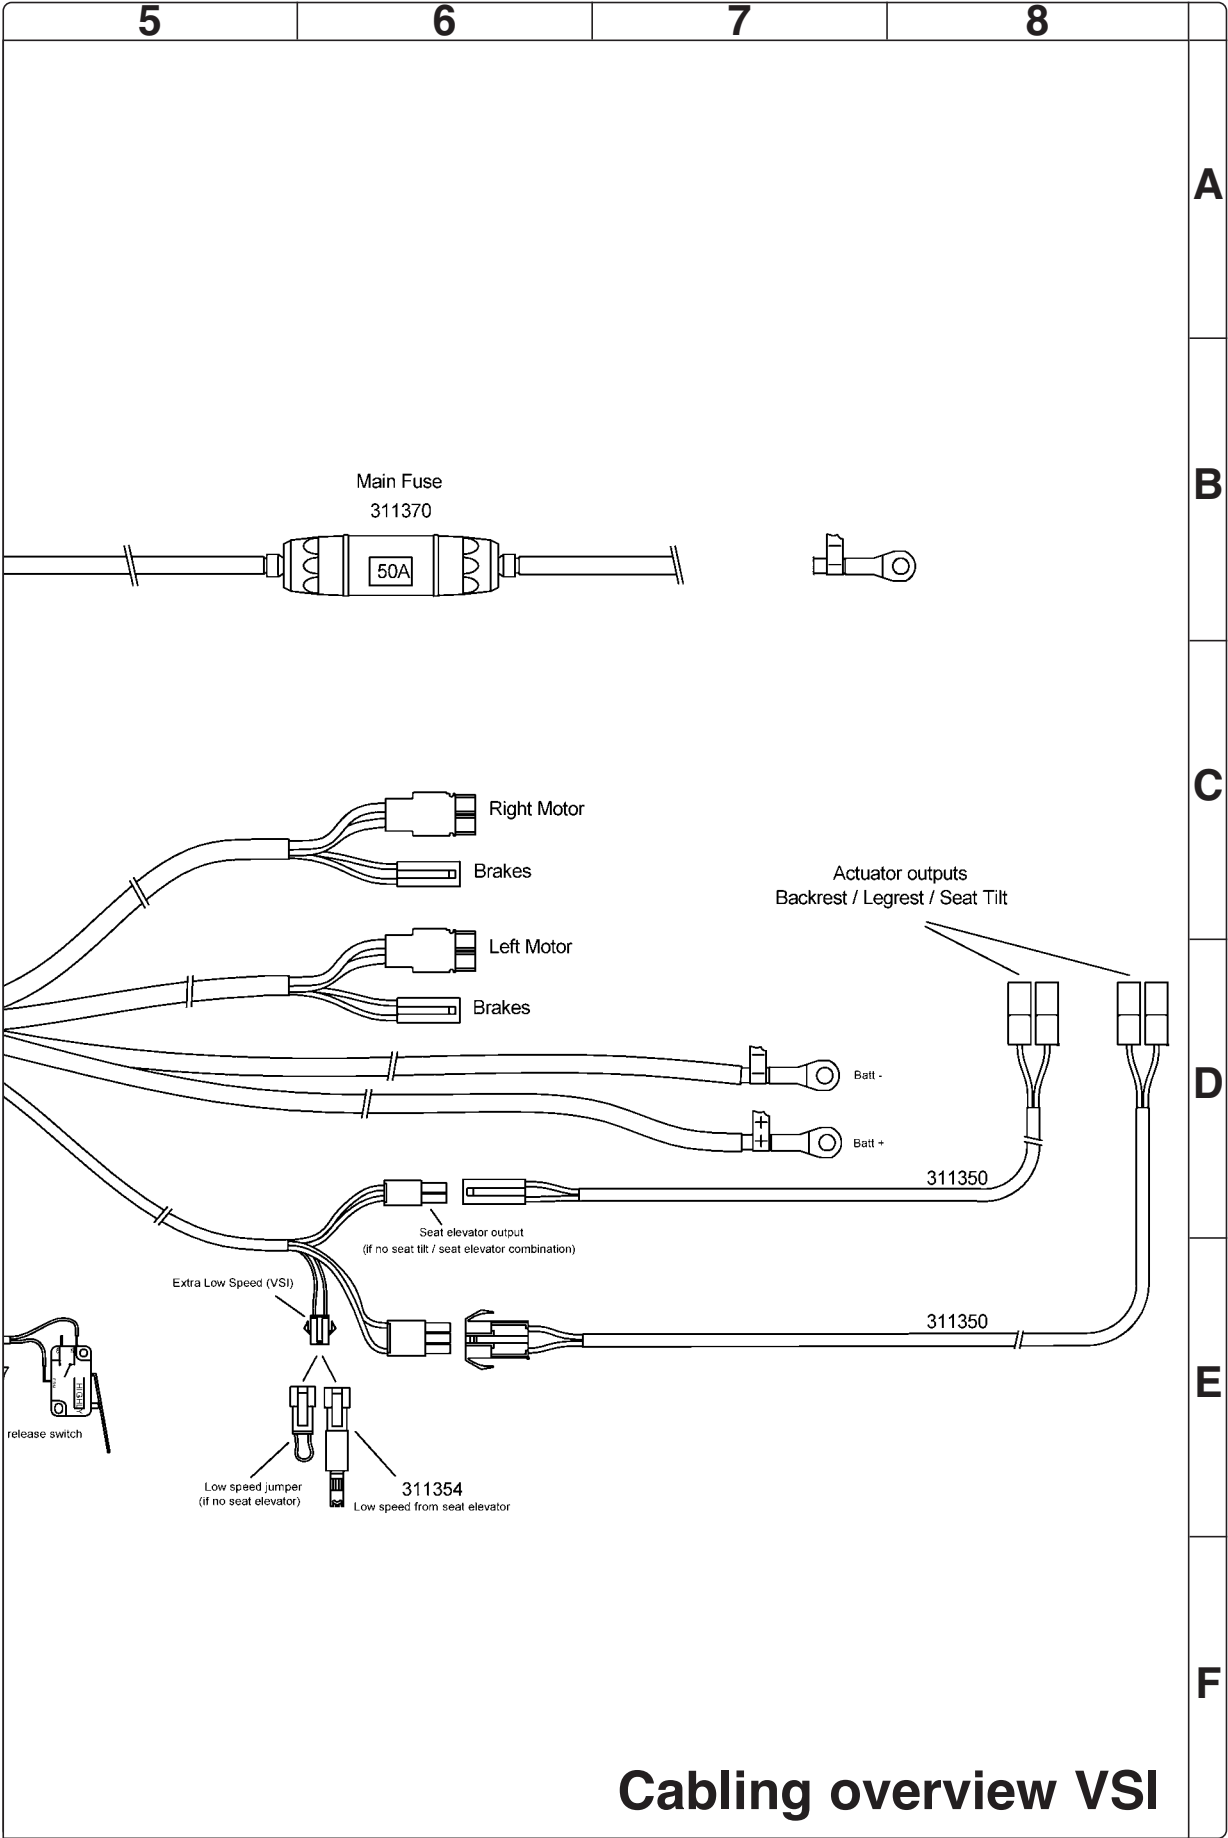 5 6 7 8
A
B
Main Fuse
311370
50A
C
Right Motor
Brakes
Actuator outputs
Backrest / Legrest / Seat Tilt
Left Motor
Brakes
D
Batt -
Batt +
311350
Seat elevator output
(if no seat tilt / seat elevator combination)
Extra Low Speed (VSI)
311350
E
7
HIGHLY
release switch
Low speed jumper
(if no seat elevator)
311354
Low speed from seat elevator
F
Cabling overview VSI